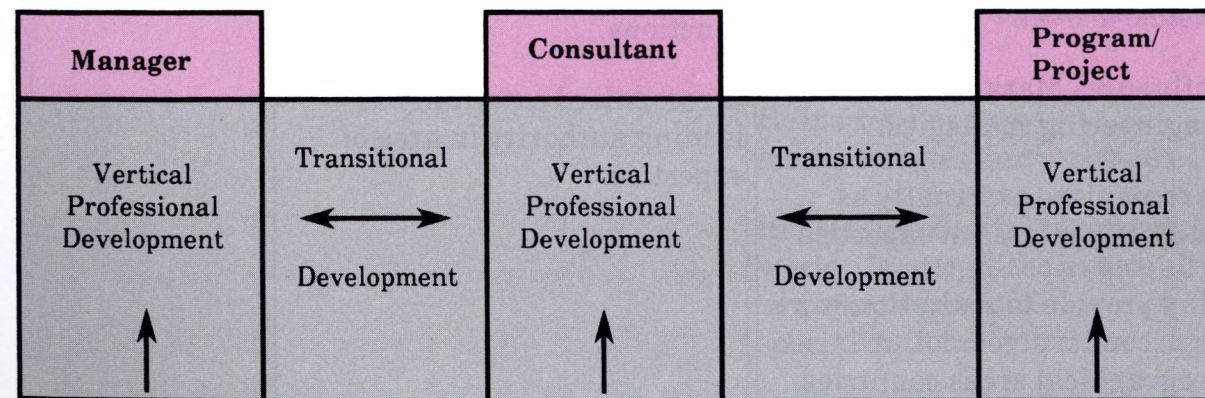 Manager
Consultant
Program/
Project
Vertical
Professional
Development
Transitional
Development
Vertical
Professional
Development
Transitional
Development
Vertical
Professional
Development